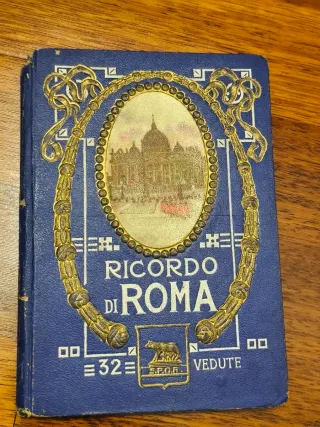 RICORDO
DI ROMA
32 VEDUTE
S.P.Q.R.